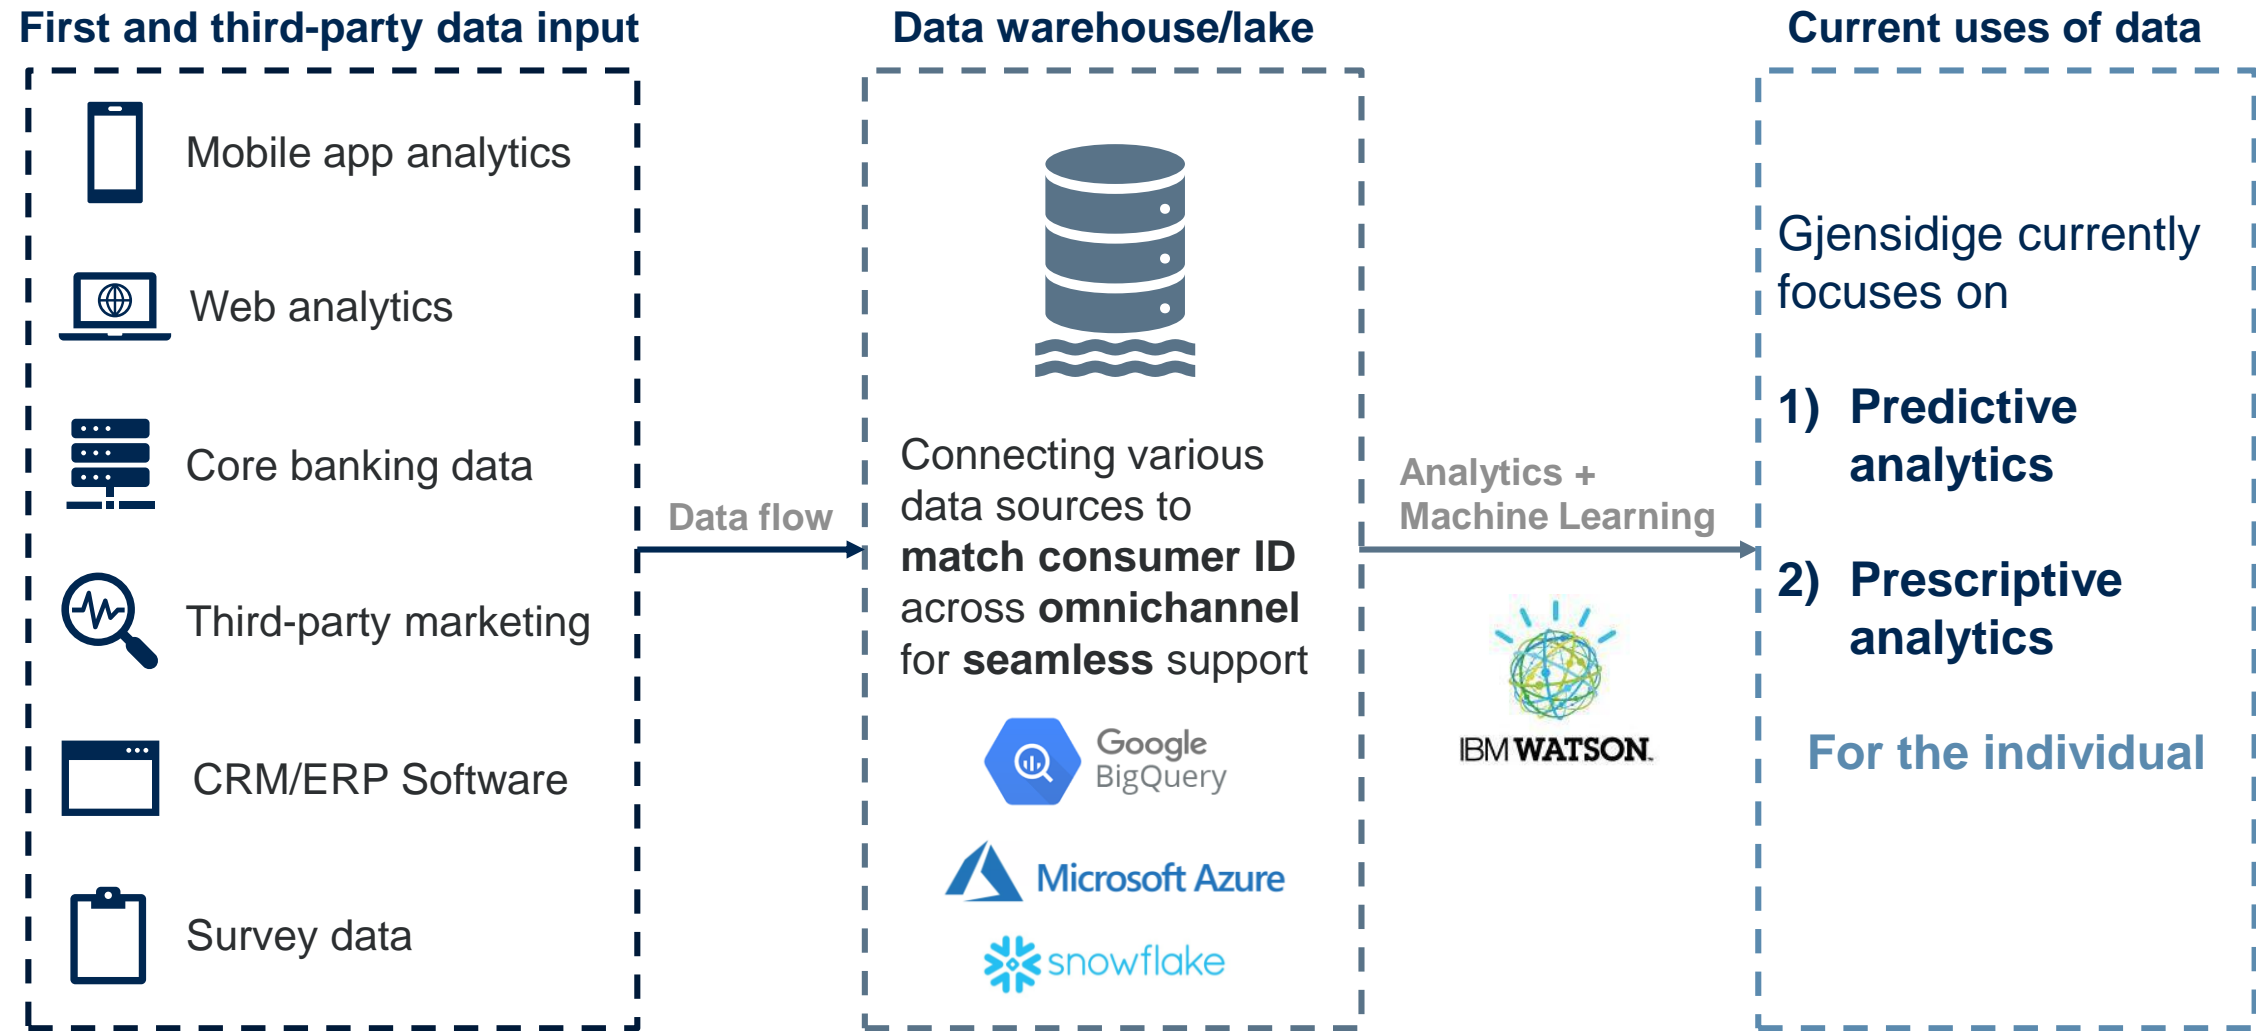 First and third-party data input
Mobile app analytics
Web analytics
Core banking data
Third-party marketing
CRM/ERP Software
Survey data
Data flow
Data warehouse/lake
Connecting various
data sources to
match consumer ID
across omnichannel
for seamless support
Google
BigQuery
Microsoft Azure
snowflake
Analytics +
Machine Learning
IBM WATSON.
Current uses of data
Gjensidige currently
focuses on
1) Predictive
analytics
2) Prescriptive
analytics
For the individual